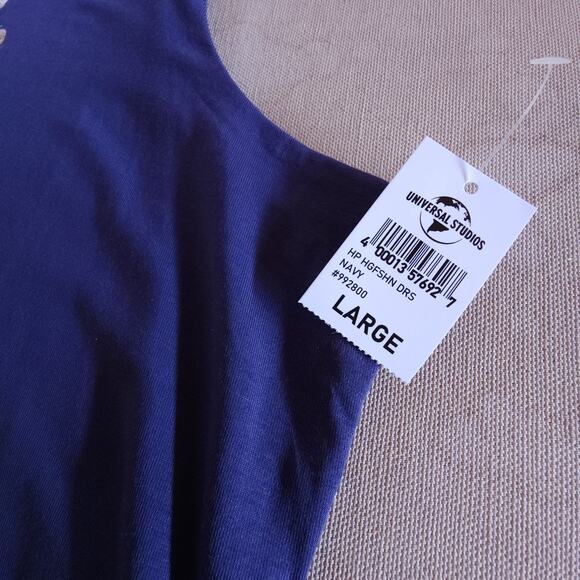 UNIVERSAL STUDIOS
4 00013 57692 7
HP HGFSHN DRS
NAVY
#992800
LARGE